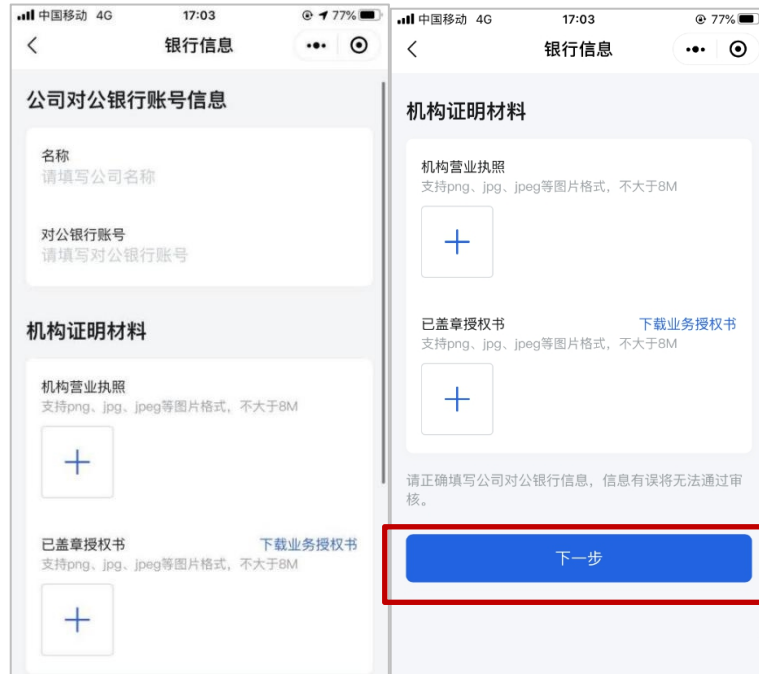 中国移动 4G
17:03
77%
银行信息
公司对公银行账号信息
名称
请填写公司名称
对公银行账号
请填写对公银行账号
机构证明材料
机构营业执照
支持png、jpg、jpeg等图片格式，不大于8M
已盖章授权书
下载业务授权书
支持png、jpg、jpeg等图片格式，不大于8M
中国移动 4G
17:03
77%
银行信息
机构证明材料
机构营业执照
支持png、jpg、jpeg等图片格式，不大于8M
已盖章授权书
下载业务授权书
支持png、jpg、jpeg等图片格式，不大于8M
请正确填写公司对公银行信息，信息有误将无法通过审
核。
下一步